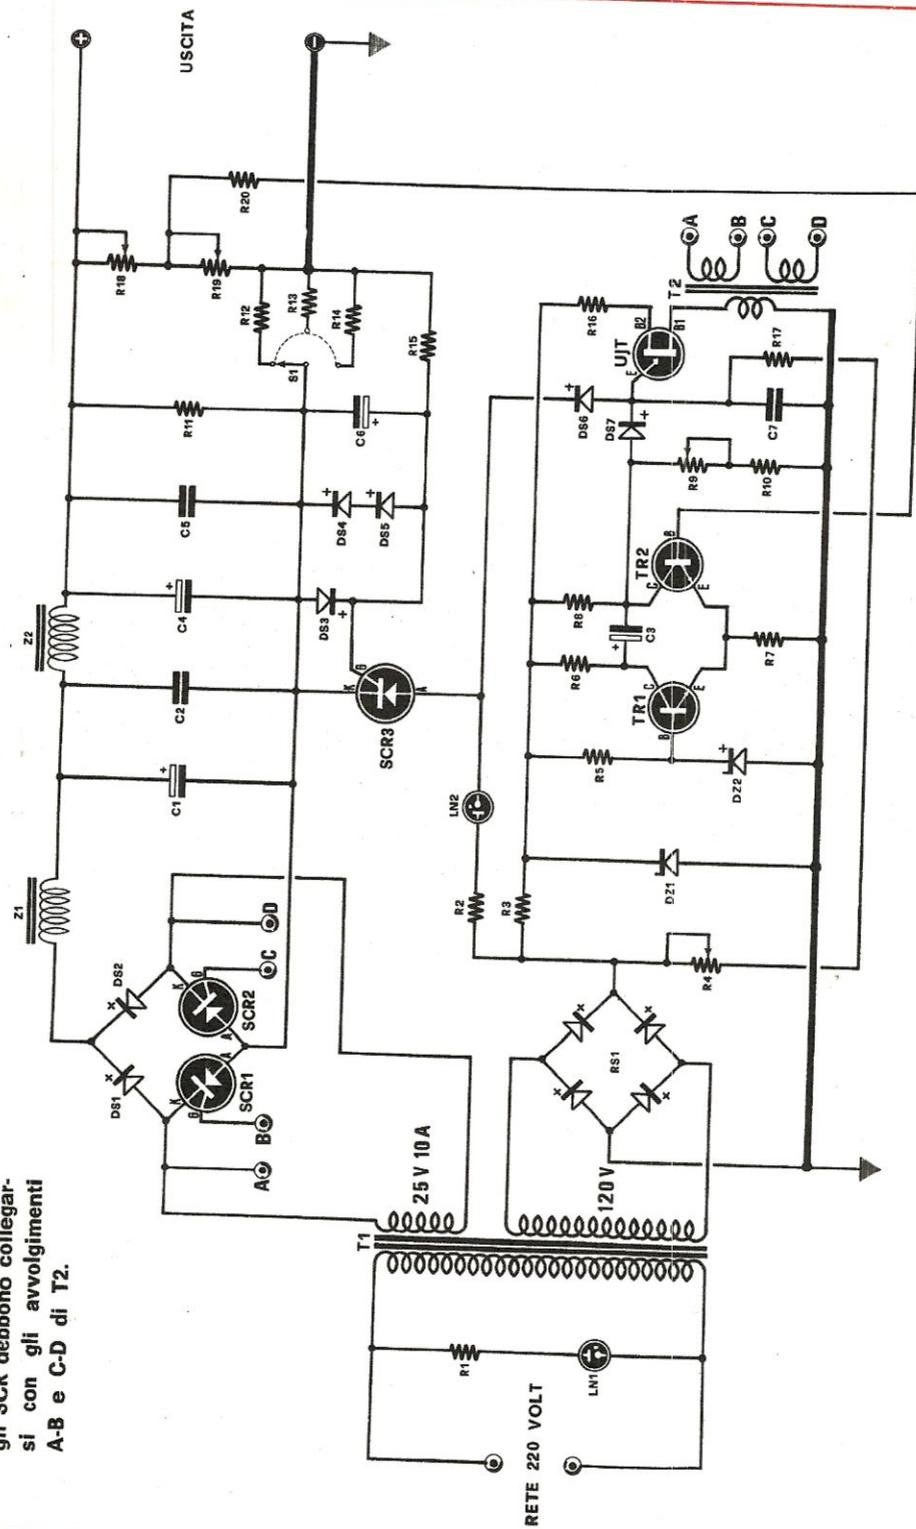 gli SCR debbono collegar-
si con gli avvolgimenti
A-B e C-D di T2.
RETE 220 VOLT
R1
LN1
T1
25 V 10 A
120 V
A
B
C
D
DS1
DS2
SCR1
SCR2
K
G
A
K
G
A
RS1
Z1
C1
+
C2
Z2
C4
+
C5
R11
R18
R19
R20
USCITA
+
-
R12
R13
R14
S1
R15
C6
+
DS4
+
DS5
+
DS3
+
SCR3
K
G
A
LN2
R2
R3
R4
DZ1
DZ2
+
R5
R6
R7
R8
C3
+
TR1
B
C
E
TR2
B
C
E
R9
R10
DS6
+
DS7
+
C7
R16
R17
UJT
E
B2
B1
T2
A
B
C
D